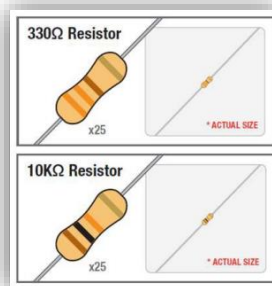 330Ω Resistor
x25
* ACTUAL SIZE
10KΩ Resistor
x25
* ACTUAL SIZE